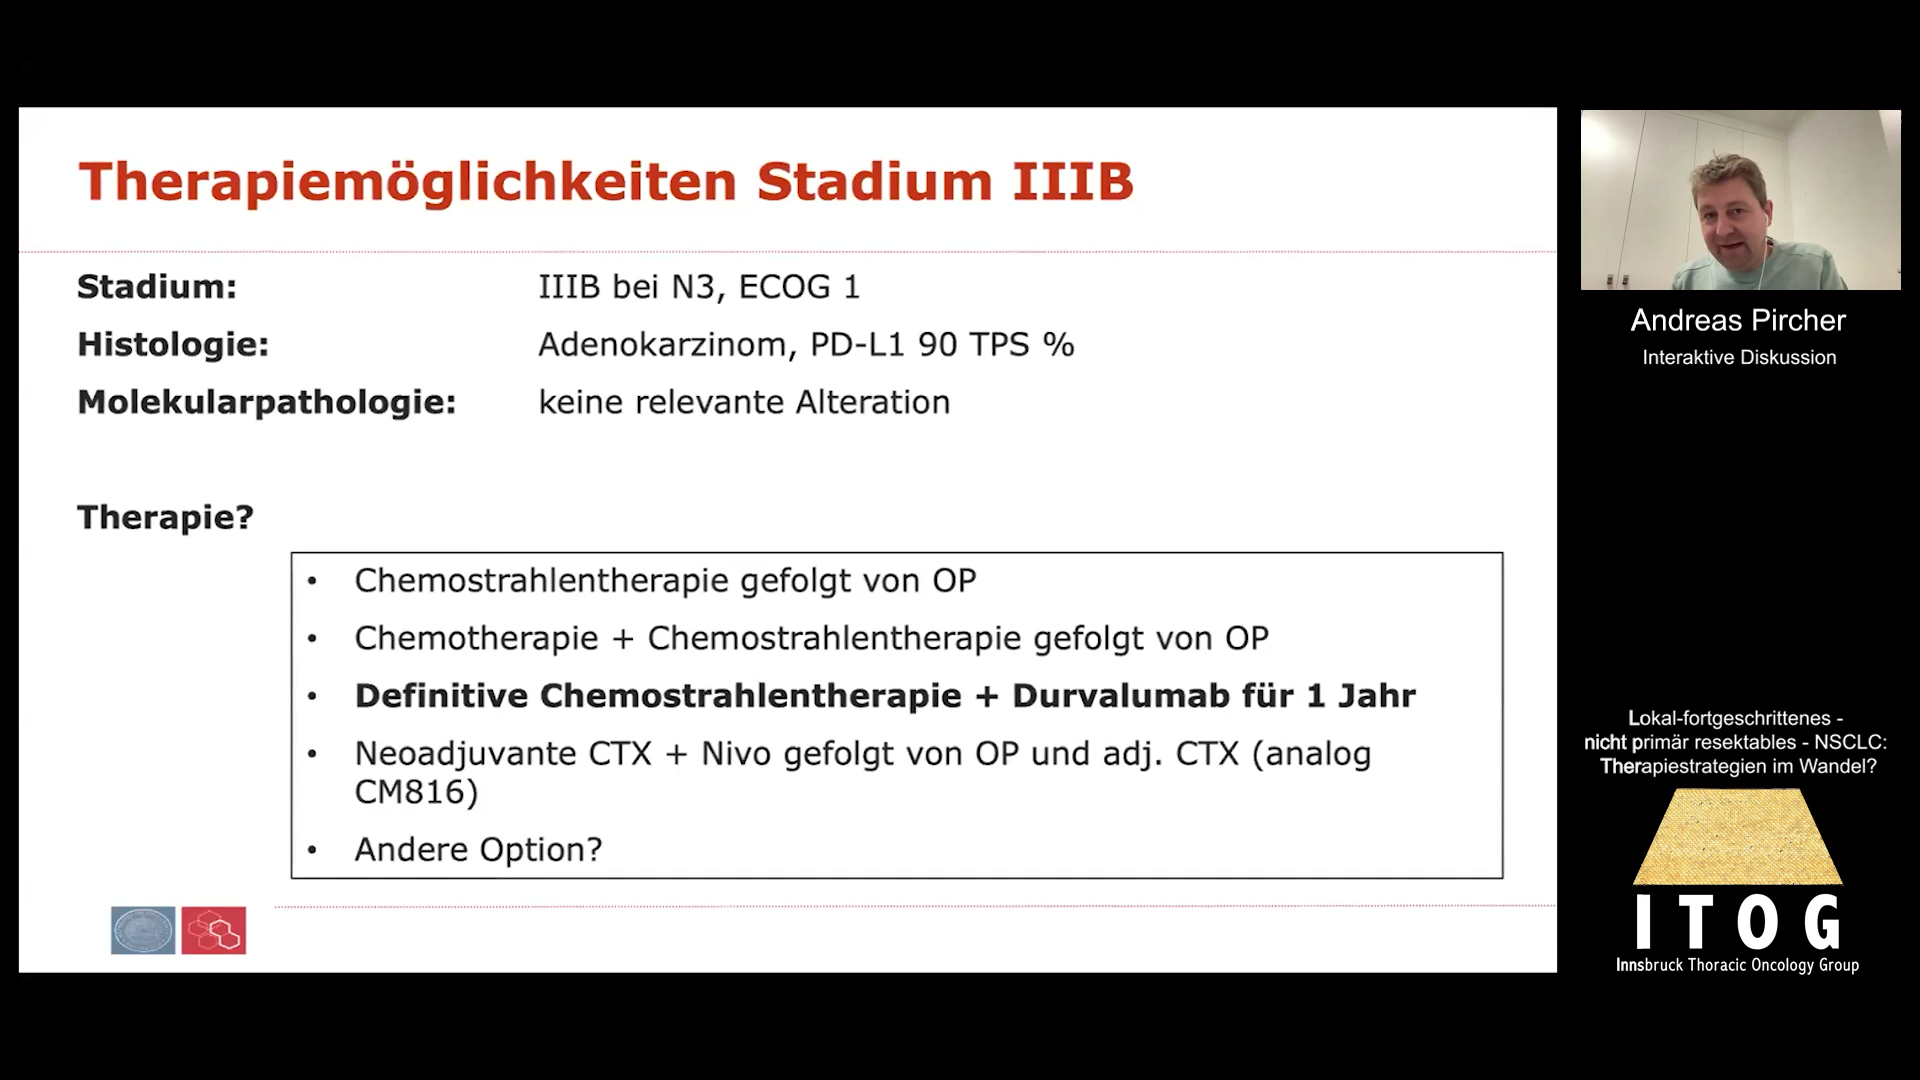 Therapiemöglichkeiten Stadium IIIB
Stadium: IIIB bei N3, ECOG 1
Histologie: Adenokarzinom, PD-L1 90 TPS %
Molekularpathologie: keine relevante Alteration
Therapie?
• Chemostrahlentherapie gefolgt von OP
• Chemotherapie + Chemostrahlentherapie gefolgt von OP
• Definitive Chemostrahlentherapie + Durvalumab für 1 Jahr
• Neoadjuvante CTX + Nivo gefolgt von OP und adj. CTX (analog
CM816)
• Andere Option?
Andreas Pircher
Interaktive Diskussion
Lokal-fortgeschrittenes -
nicht primär resektables - NSCLC:
Therapiestrategien im Wandel?
ITOG
Innsbruck Thoracic Oncology Group